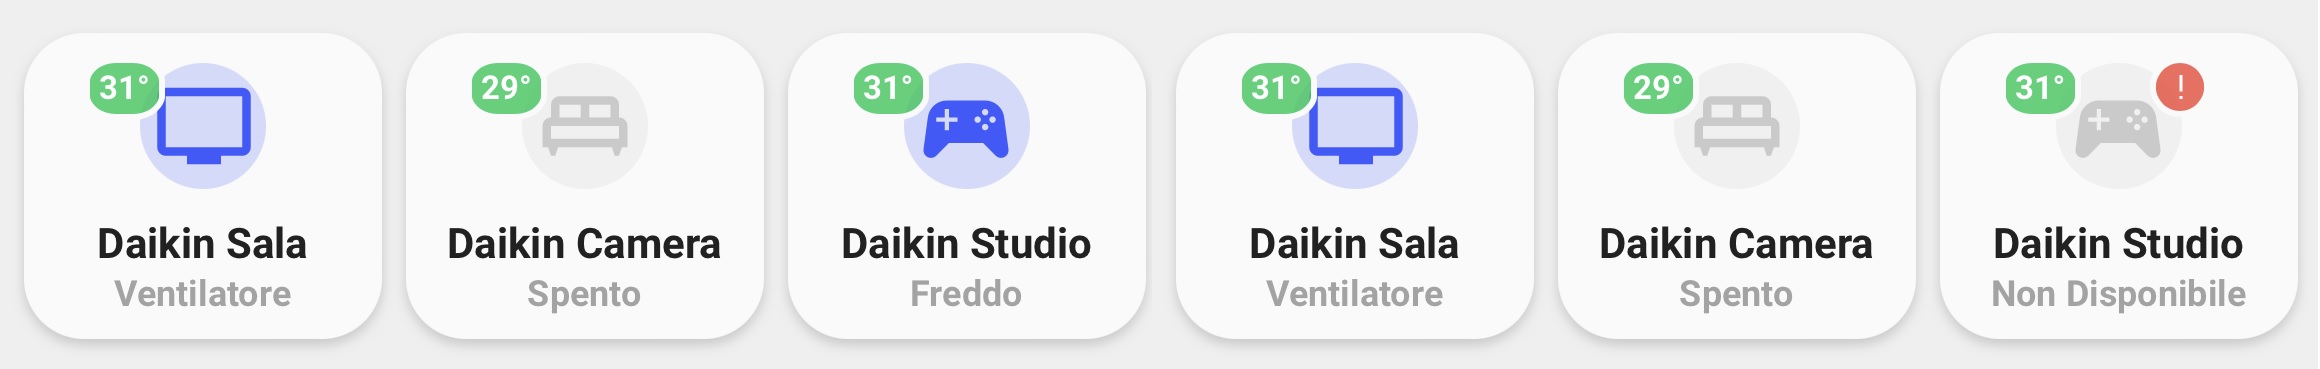 31°
Daikin Sala
Ventilatore
29°
Daikin Camera
Spento
31°
Daikin Studio
Freddo
31°
Daikin Sala
Ventilatore
29°
Daikin Camera
Spento
31°
!
Daikin Studio
Non Disponibile